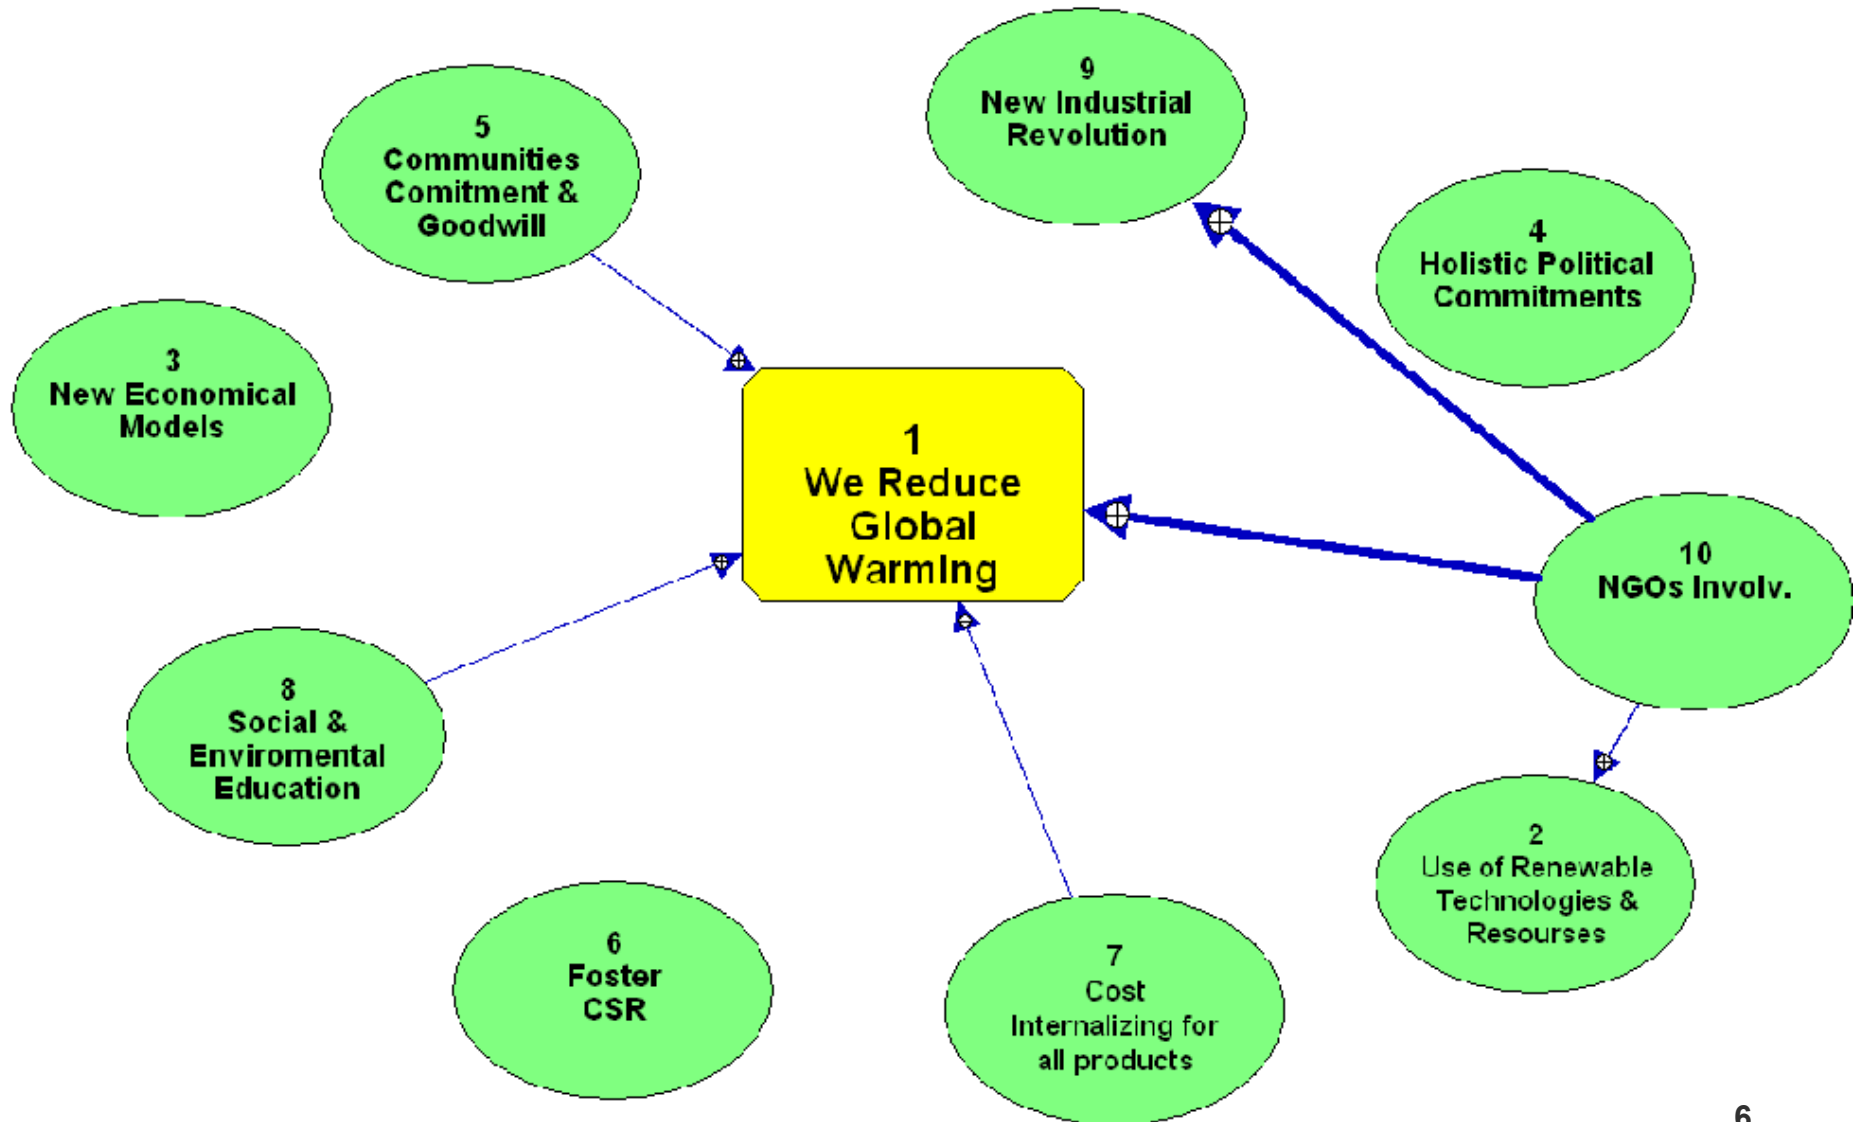 9
New Industrial
Revolution
5
Communities
Comitment &
Goodwill
4
Holistic Political
Commitments
3
New Economical
Models
1
We Reduce
Global
Warming
10
NGOs Involv.
8
Social &
Enviromental
Education
2
Use of Renewable
Technologies &
Resourses
6
Foster
CSR
7
Cost
Internalizing for
all products
6